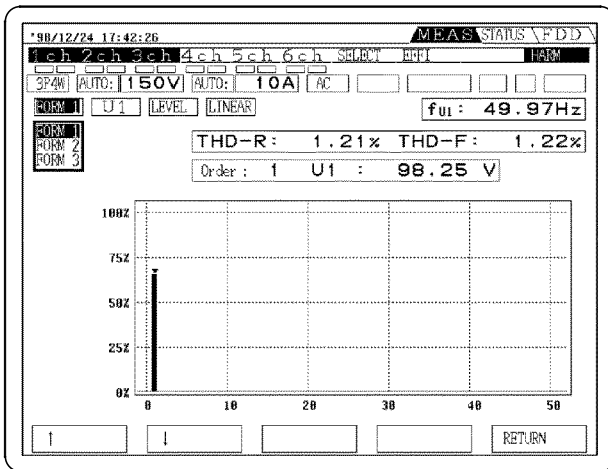 '98/12/24 17:42:26 MEAS STATUS FDD
1ch 2ch 3ch 4ch 5ch 6ch SELECT EFFI HARM
3P4W AUTO: 150V AUTO: 10A AC
FORM 1 U1 LEVEL LINEAR fU1: 49.97Hz
FORM 1
FORM 2
FORM 3
THD-R: 1.21% THD-F: 1.22%
Order: 1 U1 : 98.25 V
100%
75%
50%
25%
0%
0 10 20 30 40 50
↑ ↓ RETURN